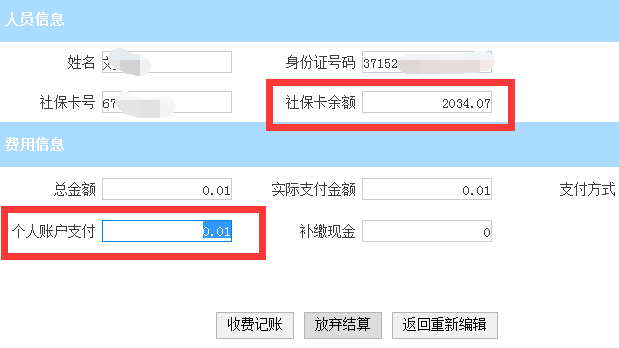 人员信息
姓名 身份证号码 37152
社保卡号 67 社保卡余额 2034.07
费用信息
总金额 0.01 实际支付金额 0.01 支付方式
个人账户支付 0.01 补缴现金 0
收费记账 放弃结算 返回重新编辑